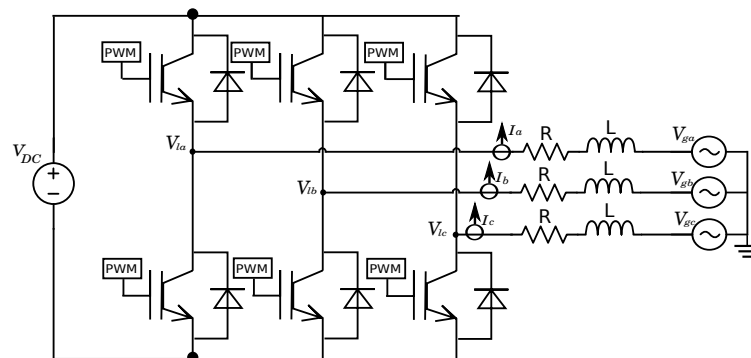 PWM
PWM
PWM
I_a
R
L
V_ga
V_la
V_DC
+
−
I_b
R
L
V_gb
V_lb
I_c
R
L
V_gc
V_lc
PWM
PWM
PWM